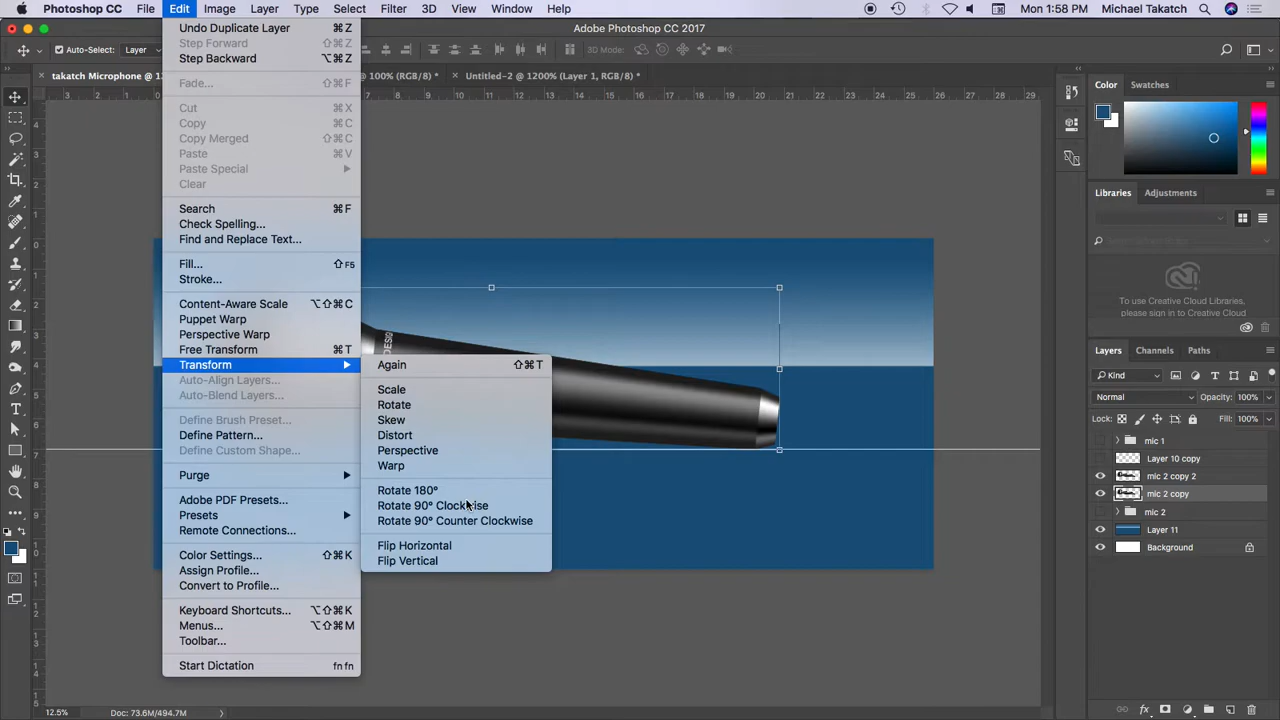 Photoshop CC File Edit Image Layer Type Select Filter 3D View Window Help Mon 1:58 PM Michael Takatch
Adobe Photoshop CC 2017
Auto-Select: Layer 3D Mode:
takatch Microphone @ 100% (RGB/8) * Untitled-2 @ 1200% (Layer 1, RGB/8) *
Undo Duplicate Layer ⌘Z
Step Forward ⇧⌘Z
Step Backward ⌥⌘Z
Fade... ⇧⌘F
Cut ⌘X
Copy ⌘C
Copy Merged ⇧⌘C
Paste ⌘V
Paste Special
Clear
Search ⌘F
Check Spelling...
Find and Replace Text...
Fill... ⇧F5
Stroke...
Content-Aware Scale ⌥⇧⌘C
Puppet Warp
Perspective Warp
Free Transform ⌘T
Transform
Auto-Align Layers...
Auto-Blend Layers...
Define Brush Preset...
Define Pattern...
Define Custom Shape...
Purge
Adobe PDF Presets...
Presets
Remote Connections...
Color Settings... ⇧⌘K
Assign Profile...
Convert to Profile...
Keyboard Shortcuts... ⌥⇧⌘K
Menus... ⌥⇧⌘M
Toolbar...
Start Dictation fn fn
Again ⇧⌘T
Scale
Rotate
Skew
Distort
Perspective
Warp
Rotate 180°
Rotate 90° Clockwise
Rotate 90° Counter Clockwise
Flip Horizontal
Flip Vertical
DESIG
Color Swatches
Libraries Adjustments
To use Creative Cloud Libraries,
please sign in to Creative Cloud
Layers Channels Paths
Kind
Normal Opacity: 100%
Lock: Fill: 100%
mic 1
Layer 10 copy
mic 2 copy 2
mic 2 copy
mic 2
Layer 11
Background
12.5% Doc: 73.6M/494.7M